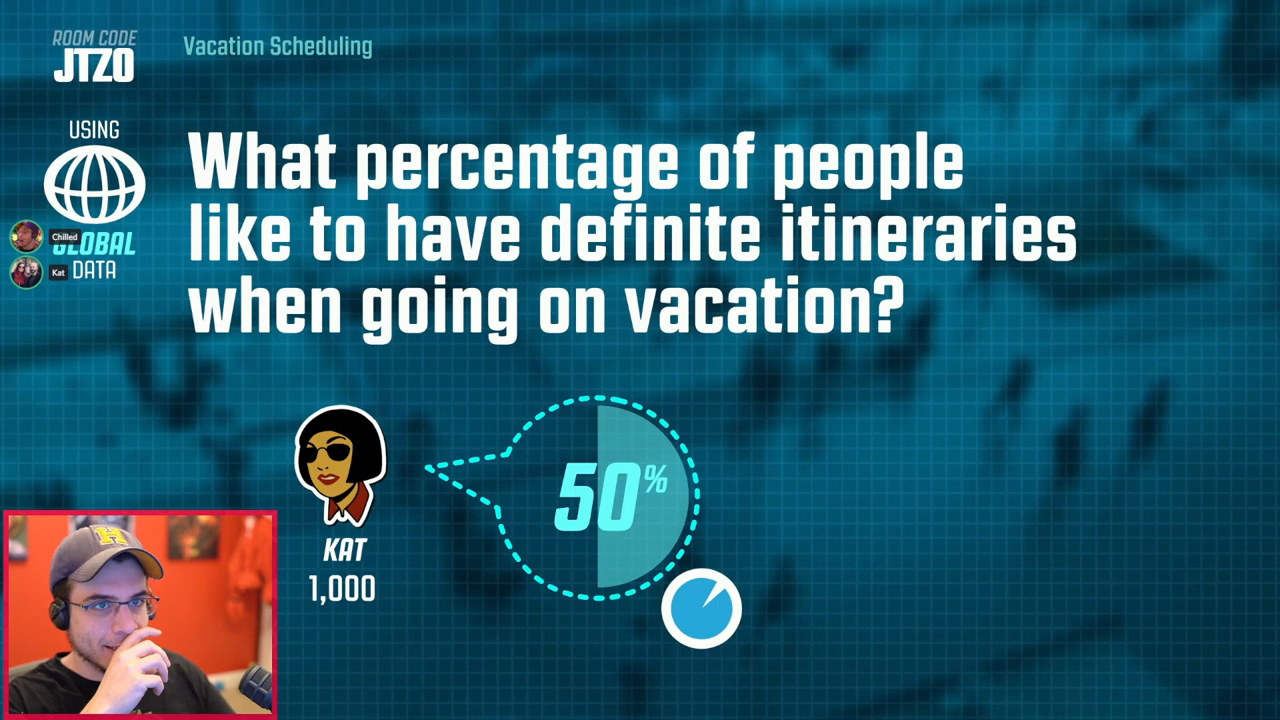 ROOM CODE
JTZO
Vacation Scheduling
USING
GLOBAL
DATA
Chilled
Kat
What percentage of people
like to have definite itineraries
when going on vacation?
50%
KAT
1,000
H